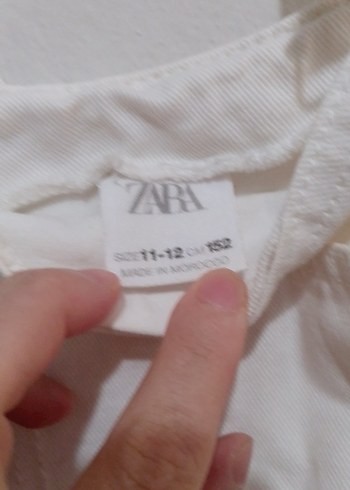 ZARA
SIZE 11-12 CM 152
MADE IN MOROCCO